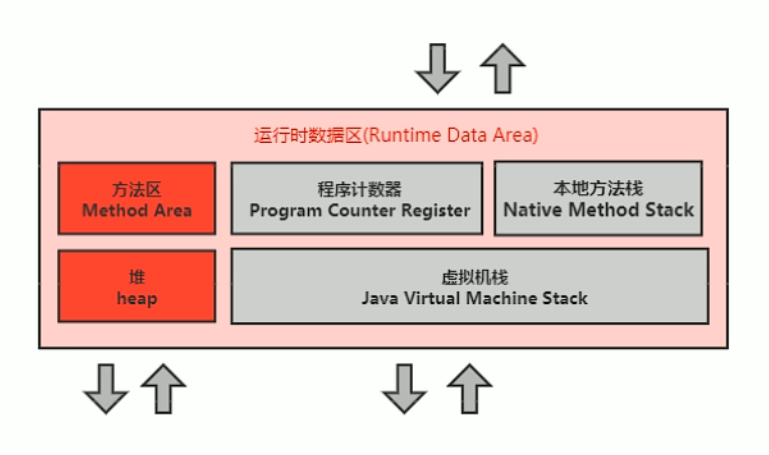 运行时数据区(Runtime Data Area)
方法区
Method Area
程序计数器
Program Counter Register
本地方法栈
Native Method Stack
堆
heap
虚拟机栈
Java Virtual Machine Stack